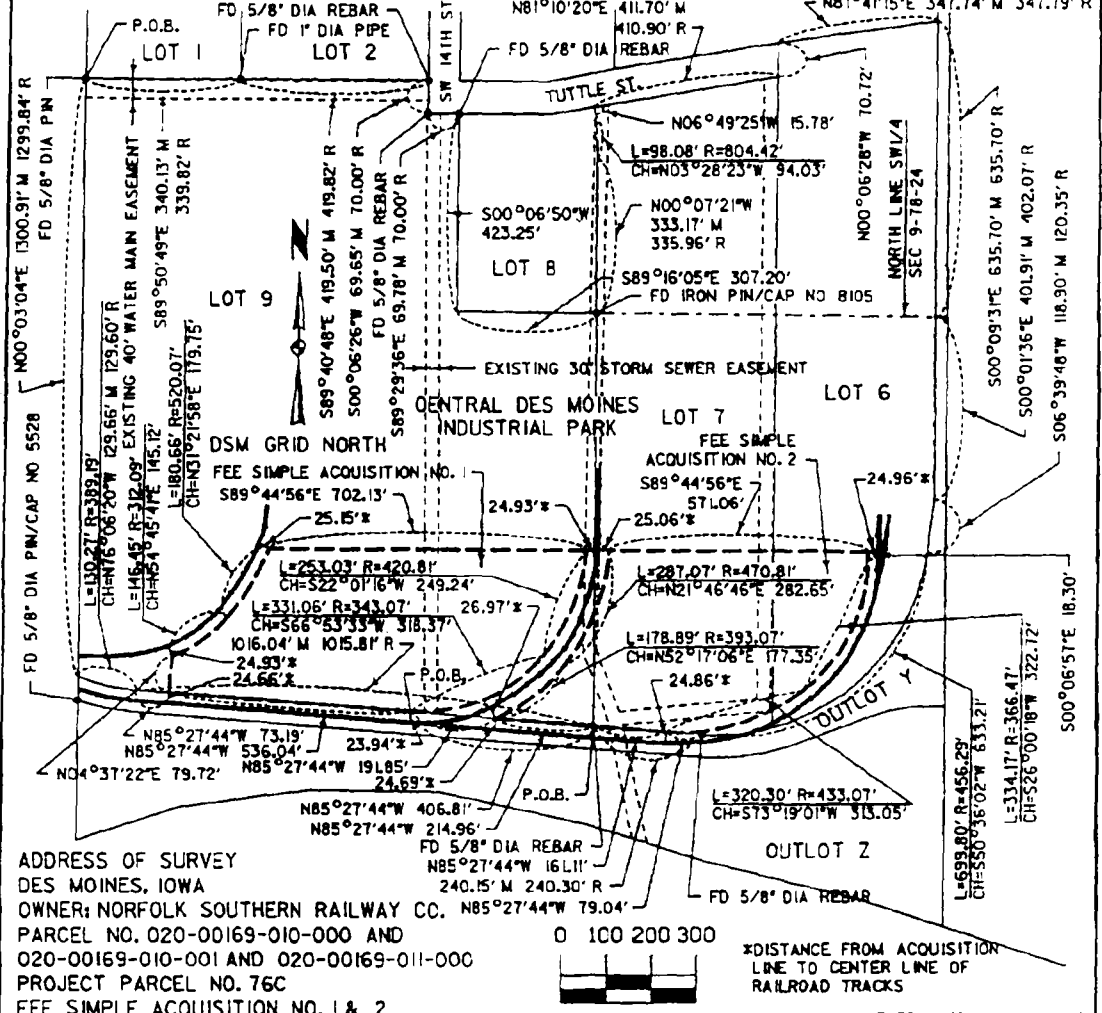 FD 5/8" DIA REBAR
P.O.B.
FD 1" DIA PIPE
LOT 1
LOT 2
SW 14TH ST
N81°10'20"E 411.70' M
410.90' R
N81°41'15"E 347.74' M 347.79' R
FD 5/8" DIA REBAR
TUTTLE ST.
N06°49'25"W 15.78'
L=98.08' R=804.42'
CH=N03°28'23"W 94.03'
N00°06'28"W 70.72'
N00°03'04"E 1300.91' M 1299.84' R
FD 5/8" DIA PIN
EXISTING 40' WATER MAIN EASEMENT
S89°50'49"E 340.13' M
339.82' R
S89°40'48"E 419.50' M 419.82' R
S00°06'26"W 69.65' M 70.00' R
FD 5/8" DIA REBAR
S89°29'36"E 69.78' M 70.00' R
S00°06'50"W
423.25'
N00°07'21"W
333.17' M
335.96' R
LOT 8
S89°16'05"E 307.20'
FD IRON PIN/CAP NO 8105
NORTH LINE SW1/4
SEC 9-78-24
S00°09'31"E 635.70' M 635.70' R
S00°01'36"E 401.91' M 402.07' R
S06°39'48"W 118.90' M 120.35' R
LOT 9
N
EXISTING 30' STORM SEWER EASEMENT
LOT 6
CENTRAL DES MOINES
INDUSTRIAL PARK
LOT 7
DSM GRID NORTH
FEE SIMPLE ACQUISITION NO. 1
S89°44'56"E 702.13'
FEE SIMPLE
ACQUISITION NO. 2
S89°44'56"E
571.06'
24.96'*
24.93'*
25.15'*
25.06'*
FD 5/8" DIA PIN/CAP NO 5528
L=130.27' R=389.19'
CH=N76°06'20"W 129.66' M 129.60' R
L=146.45' R=312.09'
CH=N54°45'41"E 145.12'
L=180.66' R=520.07'
CH=N31°21'58"E 179.75'
L=253.03' R=420.81'
CH=S22°01'16"W 249.24'
L=331.06' R=343.07'
CH=S66°53'33"W 318.37'
26.97'*
L=287.07' R=470.81'
CH=N21°46'46"E 282.65'
L=178.89' R=393.07'
CH=N52°17'06"E 177.35'
1016.04' M 1015.81' R
24.93'*
24.66'*
P.O.B.
24.86'*
OUTLOT Y
S00°06'57"E 18.30'
N85°27'44"W 73.19'
N85°27'44"W 536.04'
23.94'*
N85°27'44"W 191.85'
N04°37'22"E 79.72'
24.69'*
N85°27'44"W 406.81'
N85°27'44"W 214.96'
P.O.B.
L=320.30' R=433.07'
CH=S73°19'01"W 313.05'
L=699.80' R=456.29'
CH=S50°36'02"W 633.21'
L=334.17' R=366.47'
CH=S26°00'18"W 322.72'
FD 5/8" DIA REBAR
N85°27'44"W 161.11'
240.15' M 240.30' R
N85°27'44"W 79.04'
FD 5/8" DIA REBAR
OUTLOT Z
ADDRESS OF SURVEY
DES MOINES, IOWA
OWNER: NORFOLK SOUTHERN RAILWAY CO.
PARCEL NO. 020-00169-010-000 AND
020-00169-010-001 AND 020-00169-011-000
PROJECT PARCEL NO. 76C
FEE SIMPLE ACQUISITION NO. 1 & 2
0 100 200 300
*DISTANCE FROM ACQUISITION
LINE TO CENTER LINE OF
RAILROAD TRACKS